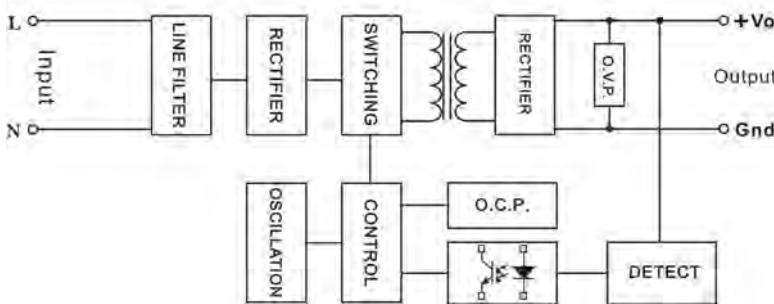 L
N
Input
LINE FILTER
RECTIFIER
SWITCHING
RECTIFIER
O.V.P.
+Vo
Output
Gnd
OSCILLATION
CONTROL
O.C.P.
DETECT